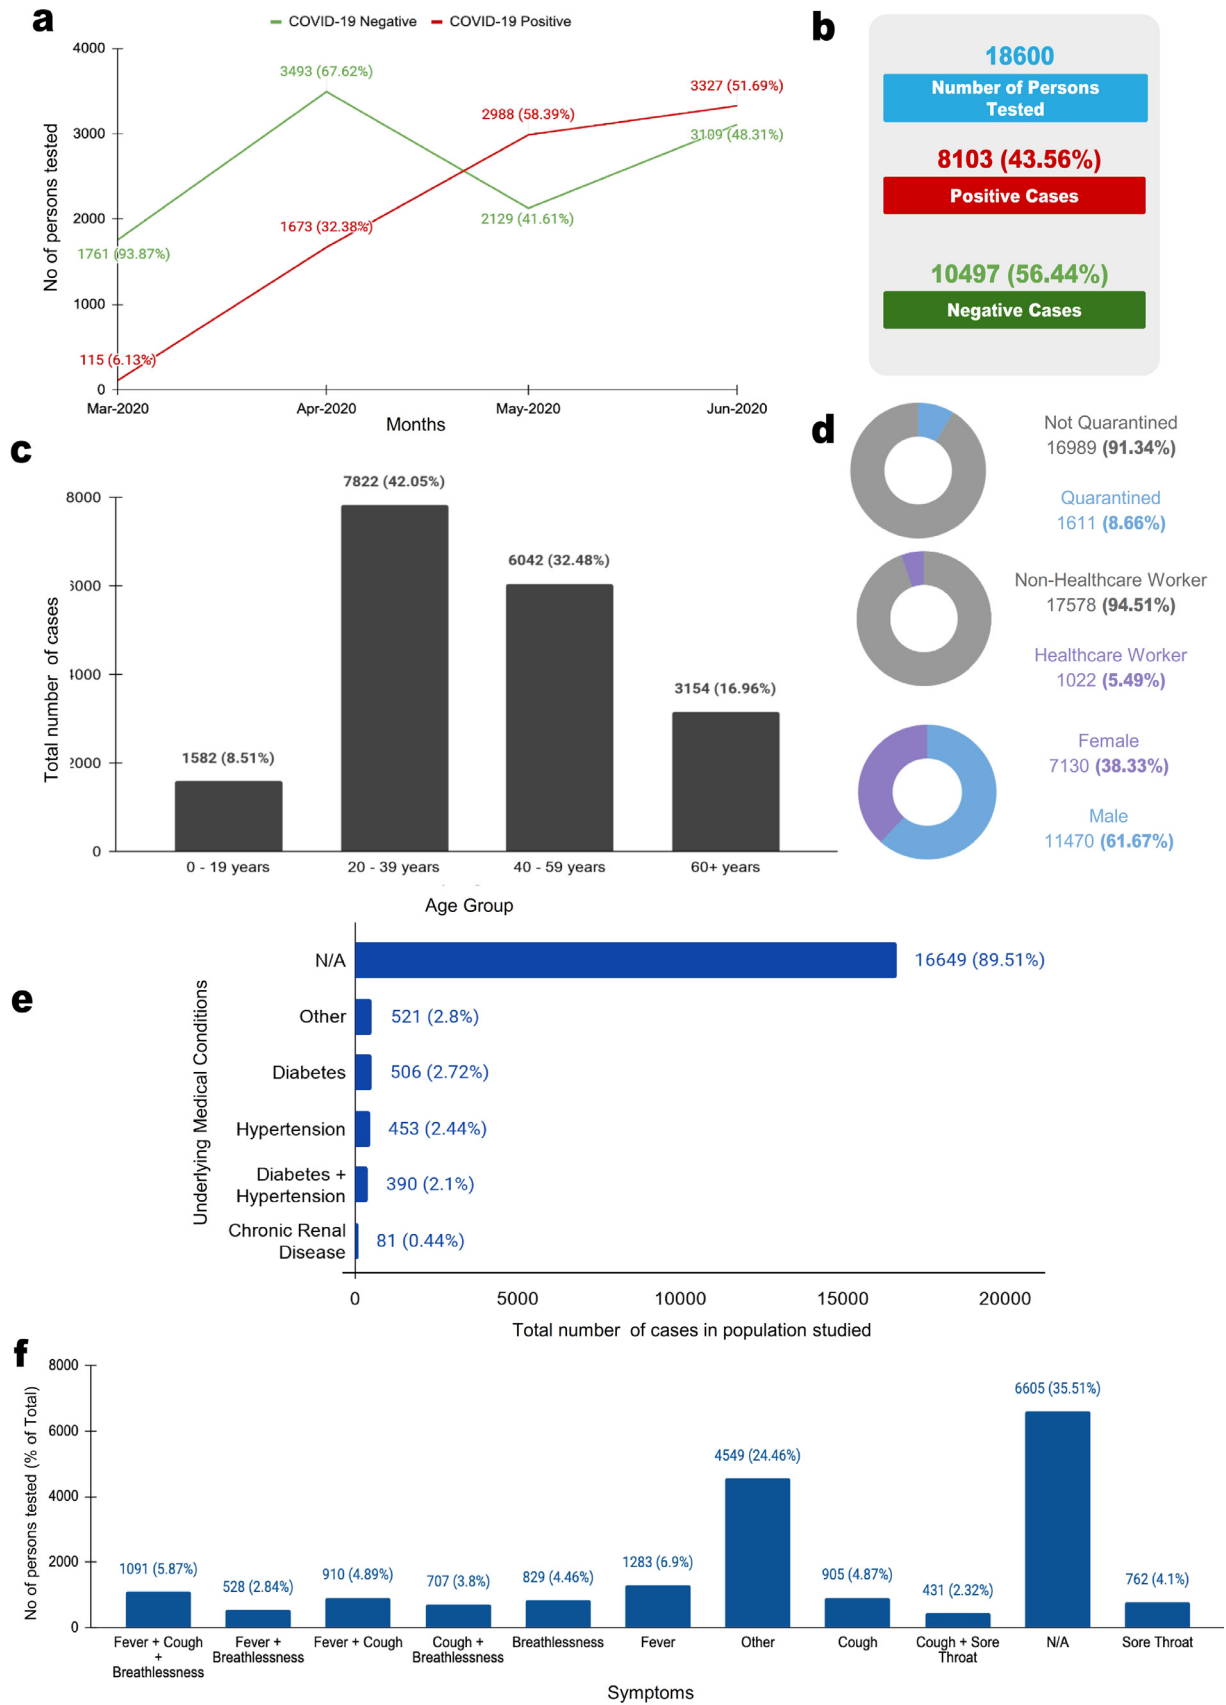 a
COVID-19 Negative COVID-19 Positive
4000
3000
2000
1000
0
No of persons tested
3493 (67.62%)
3327 (51.69%)
2988 (58.39%)
3109 (48.31%)
1673 (32.38%)
2129 (41.61%)
1761 (93.87%)
115 (6.13%)
Mar-2020 Apr-2020 May-2020 Jun-2020
Months
b
18600
Number of Persons
Tested
8103 (43.56%)
Positive Cases
10497 (56.44%)
Negative Cases
c
8000
6000
4000
2000
0
Total number of cases
7822 (42.05%)
6042 (32.48%)
3154 (16.96%)
1582 (8.51%)
0 - 19 years 20 - 39 years 40 - 59 years 60+ years
Age Group
d
Not Quarantined
16989 (91.34%)
Quarantined
1611 (8.66%)
Non-Healthcare Worker
17578 (94.51%)
Healthcare Worker
1022 (5.49%)
Female
7130 (38.33%)
Male
11470 (61.67%)
e
Underlying Medical Conditions
N/A 16649 (89.51%)
Other 521 (2.8%)
Diabetes 506 (2.72%)
Hypertension 453 (2.44%)
Diabetes +
Hypertension
390 (2.1%)
Chronic Renal
Disease
81 (0.44%)
0 5000 10000 15000 20000
Total number of cases in population studied
f
8000
6000
4000
2000
0
No of persons tested (% of Total)
1091 (5.87%)
528 (2.84%)
910 (4.89%)
707 (3.8%)
829 (4.46%)
1283 (6.9%)
4549 (24.46%)
905 (4.87%)
431 (2.32%)
6605 (35.51%)
762 (4.1%)
Fever + Cough
+
Breathlessness
Fever +
Breathlessness
Fever + Cough
Cough +
Breathlessness
Breathlessness
Fever
Other
Cough
Cough + Sore
Throat
N/A
Sore Throat
Symptoms